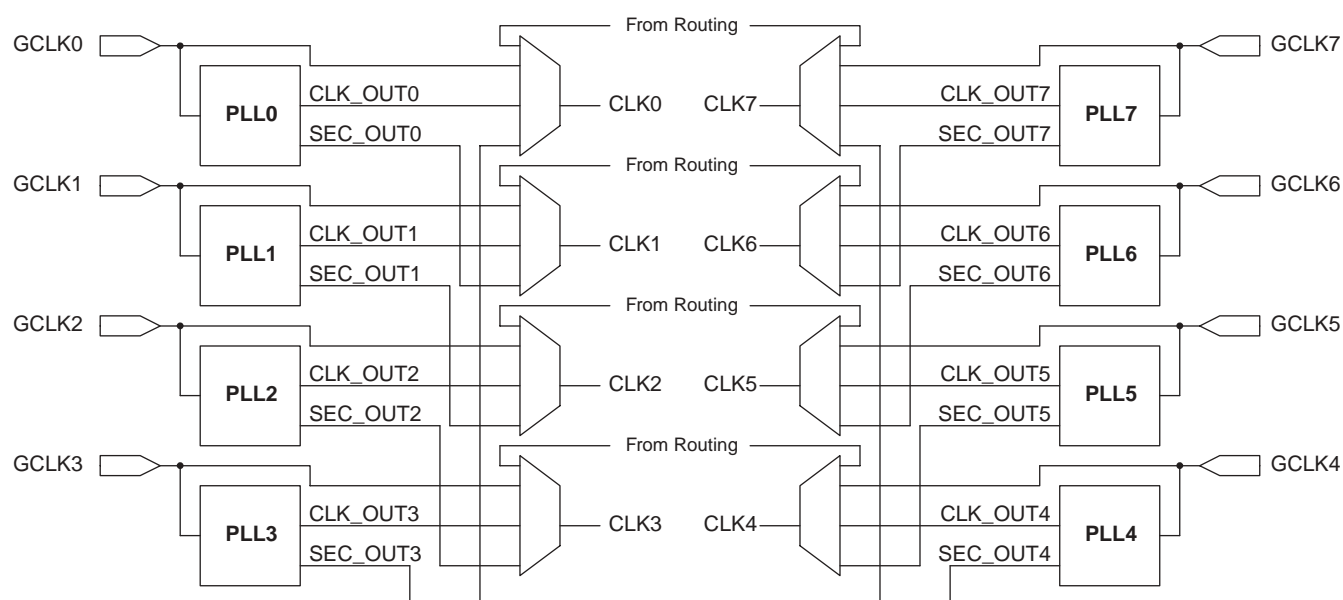 From Routing
GCLK0 GCLK7
CLK_OUT0 CLK_OUT7
PLL0 CLK0 CLK7 PLL7
SEC_OUT0 SEC_OUT7
From Routing
GCLK1 GCLK6
CLK_OUT1 CLK_OUT6
PLL1 CLK1 CLK6 PLL6
SEC_OUT1 SEC_OUT6
From Routing
GCLK2 GCLK5
CLK_OUT2 CLK_OUT5
PLL2 CLK2 CLK5 PLL5
SEC_OUT2 SEC_OUT5
From Routing
GCLK3 GCLK4
CLK_OUT3 CLK_OUT4
PLL3 CLK3 CLK4 PLL4
SEC_OUT3 SEC_OUT4